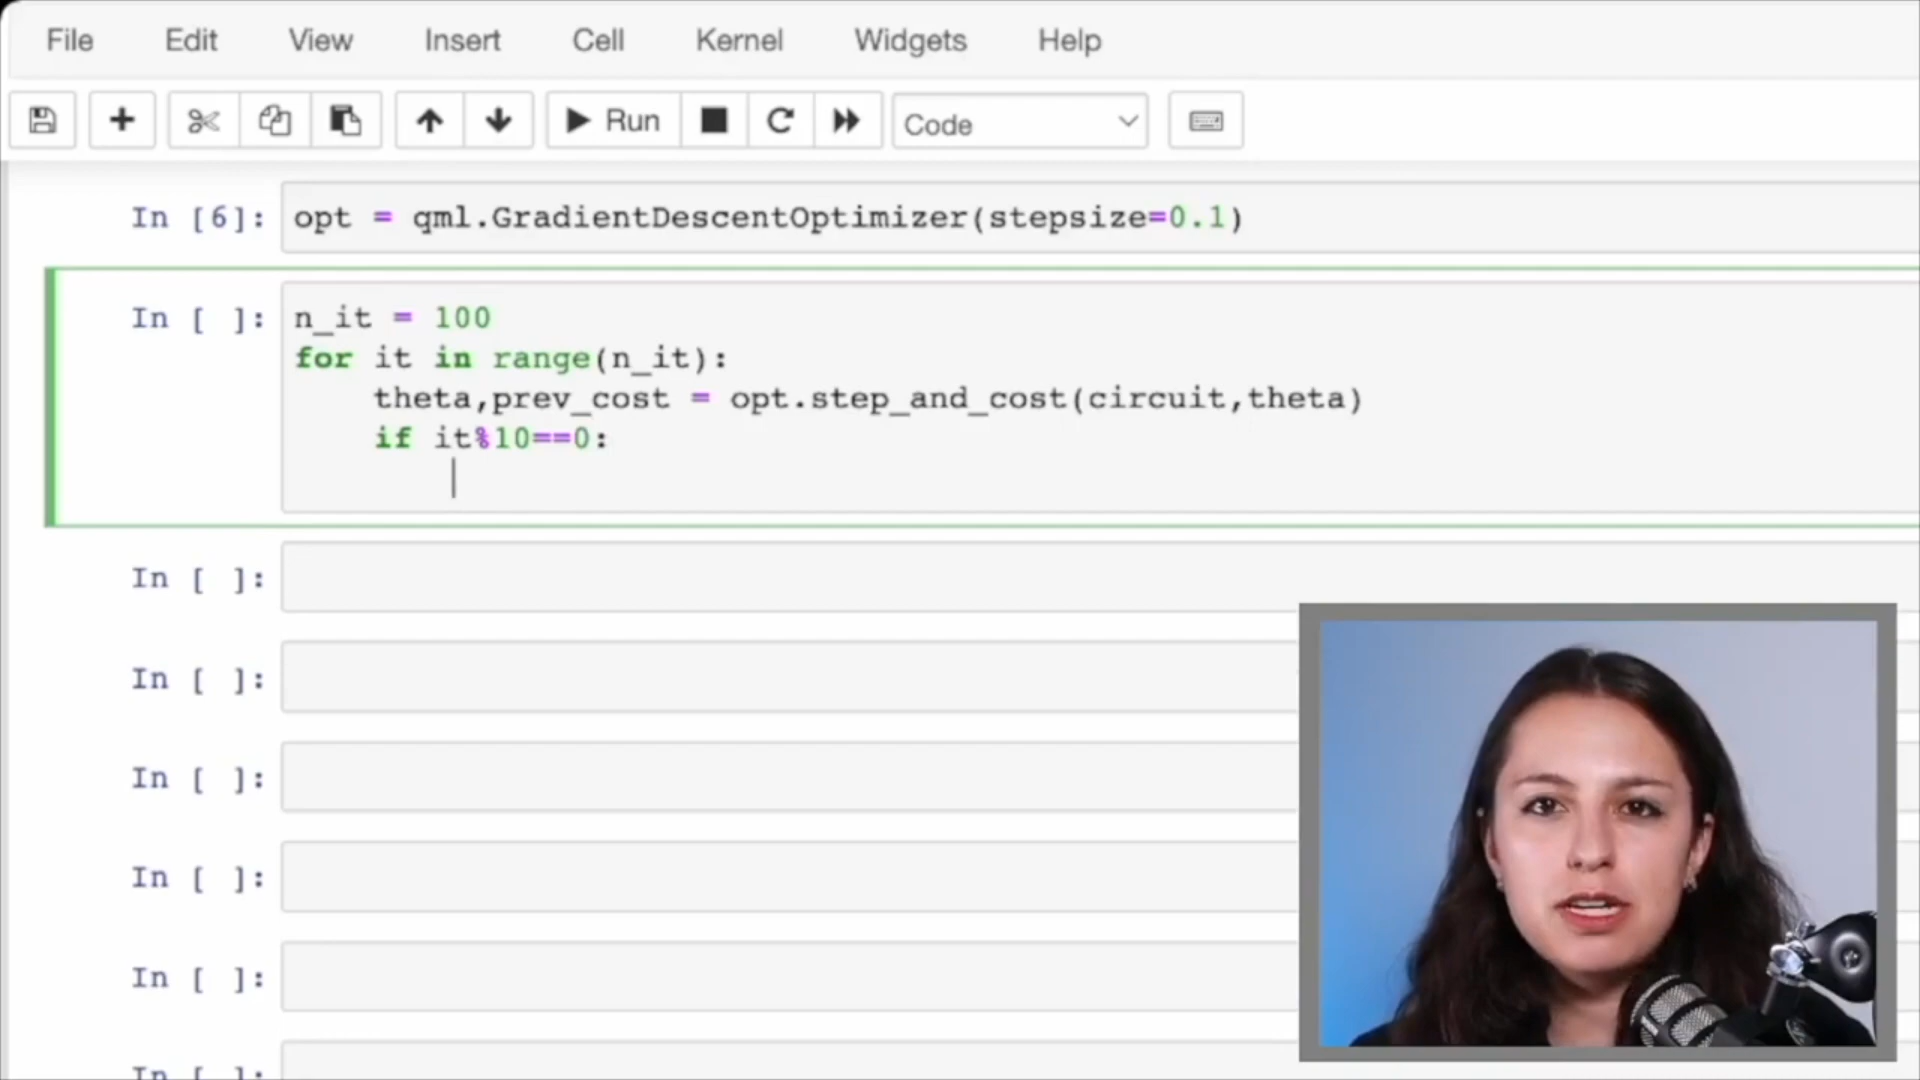 File Edit View Insert Cell Kernel Widgets Help
Run Code
In [6]: opt = qml.GradientDescentOptimizer(stepsize=0.1)
In [ ]: n_it = 100
for it in range(n_it):
theta,prev_cost = opt.step_and_cost(circuit,theta)
if it%10==0:
In [ ]:
In [ ]:
In [ ]:
In [ ]:
In [ ]:
In [ ]: